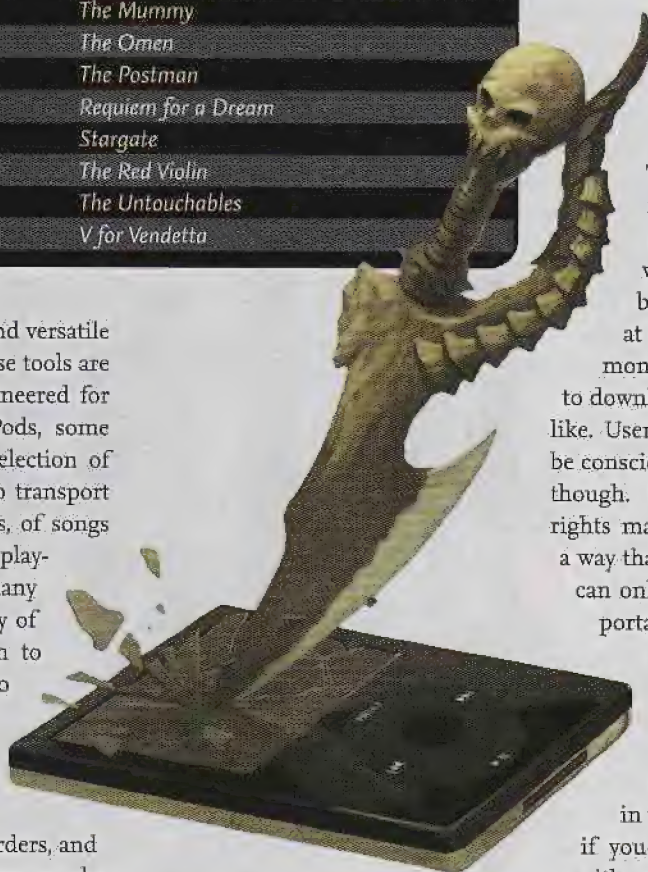 The Mummy
The Omen
The Postman
Requiem for a Dream
Stargate
The Red Violin
The Untouchables
V for Vendetta
nd versatile
se tools are
neered for
Pods, some
election of
o transport
s, of songs
play-
any
y of
n to
o
rders, and
b
at
mon
to downl
like. User
be conscie
though.
rights ma
a way tha
can onl
porta
in
if you